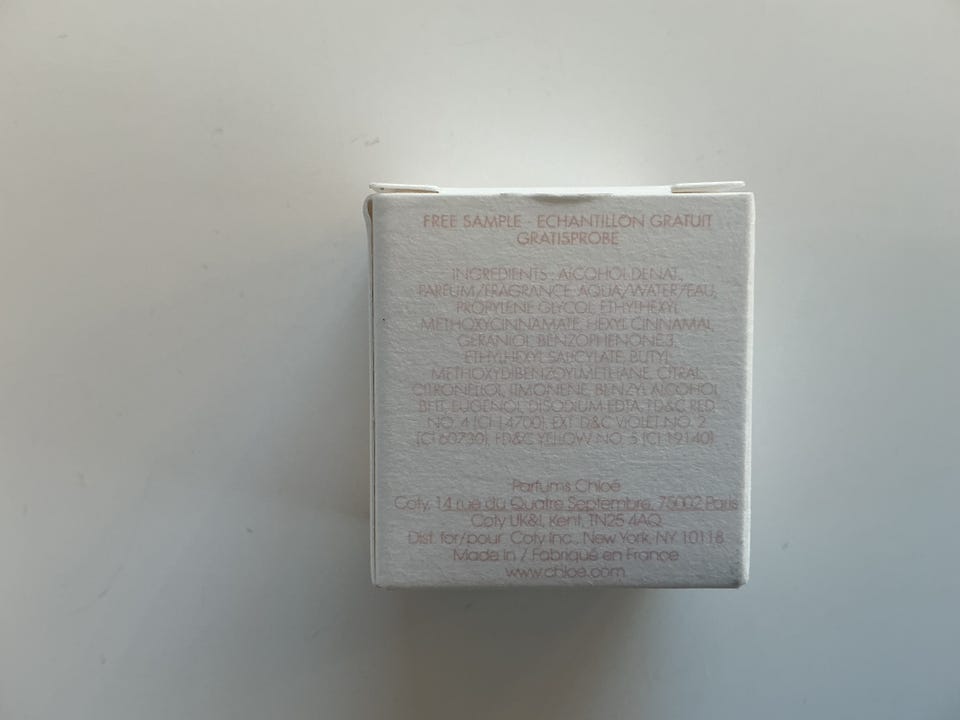 FREE SAMPLE - ECHANTILLON GRATUIT
GRATISPROBE
INGREDIENTS : ALCOHOL DENAT.,
PARFUM/FRAGRANCE, AQUA/WATER/EAU,
PROPYLENE GLYCOL, ETHYLHEXYL
METHOXYCINNAMATE, HEXYL CINNAMAL,
GERANIOL, BENZOPHENONE-3,
ETHYLHEXYL SALICYLATE, BUTYL
METHOXYDIBENZOYLMETHANE, CITRAL,
CITRONELLOL, LIMONENE, BENZYL ALCOHOL,
BHT, EUGENOL, DISODIUM EDTA, FD&C RED
NO. 4 (CI 14700), EXT. D&C VIOLET NO. 2
(CI 60730), FD&C YELLOW NO. 5 (CI 19140).
Parfums Chloé
Coty, 14 rue du Quatre Septembre, 75002 Paris
Coty UK&I, Kent, TN25 4AQ
Dist. for/pour: Coty Inc., New York, NY 10118
Made in / Fabriqué en France
www.chloe.com